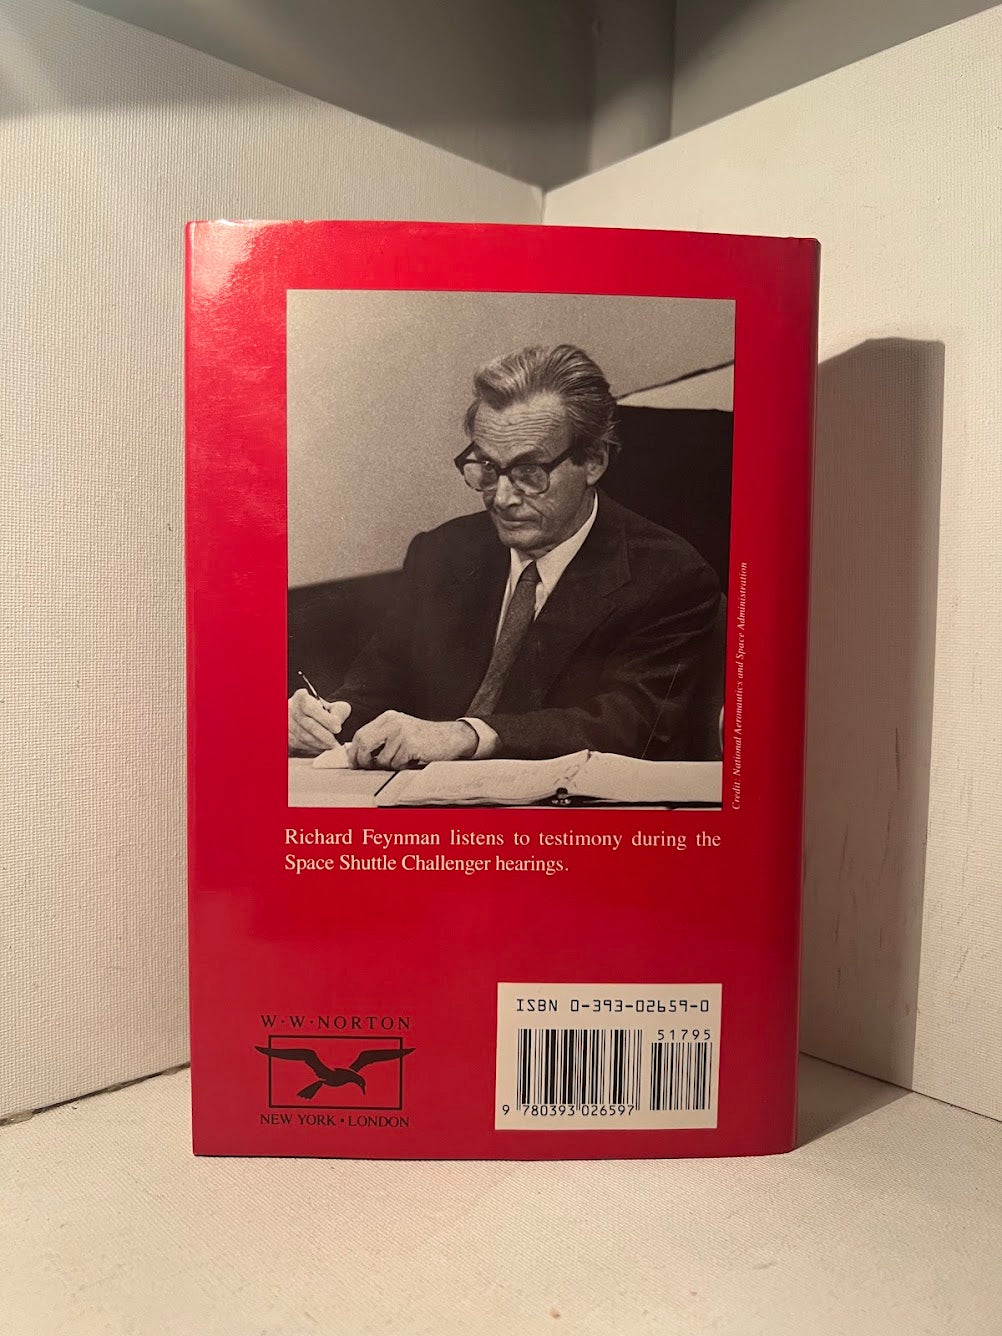 Credit: National Aeronautics and Space Administration
Richard Feynman listens to testimony during the
Space Shuttle Challenger hearings.
W·W·NORTON
NEW YORK·LONDON
ISBN 0-393-02659-0
51795
9 780393 026597